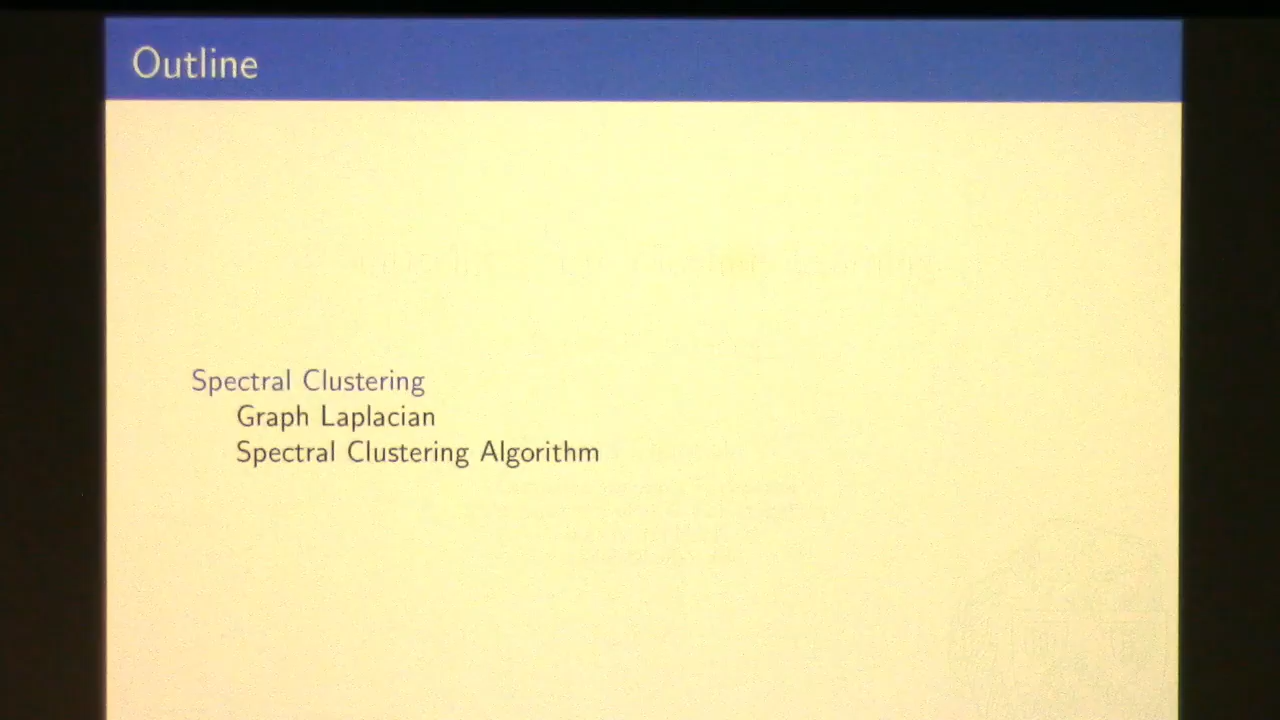 Outline
Spectral Clustering
Graph Laplacian
Spectral Clustering Algorithm